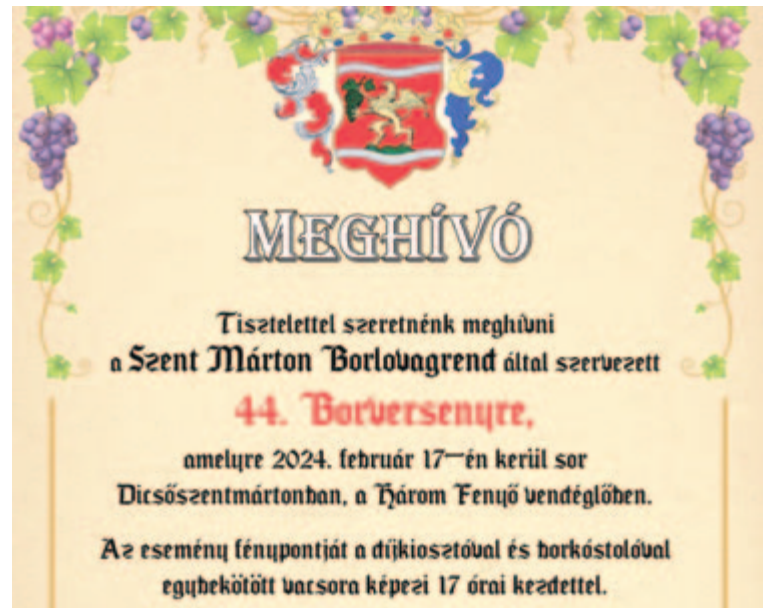 MEGHÍVÓ
Tisztelettel szeretnénk meghívni
a Szent Márton Borlovagrend által szervezett
44. Borversenyre,
amelyre 2024. február 17-én kerül sor
Dicsőszentmártonban, a Három Fenyő vendéglőben.
Az esemény fénypontját a díjkiosztóval és borkóstolóval
egybekötött vacsora képezi 17 órai kezdettel.